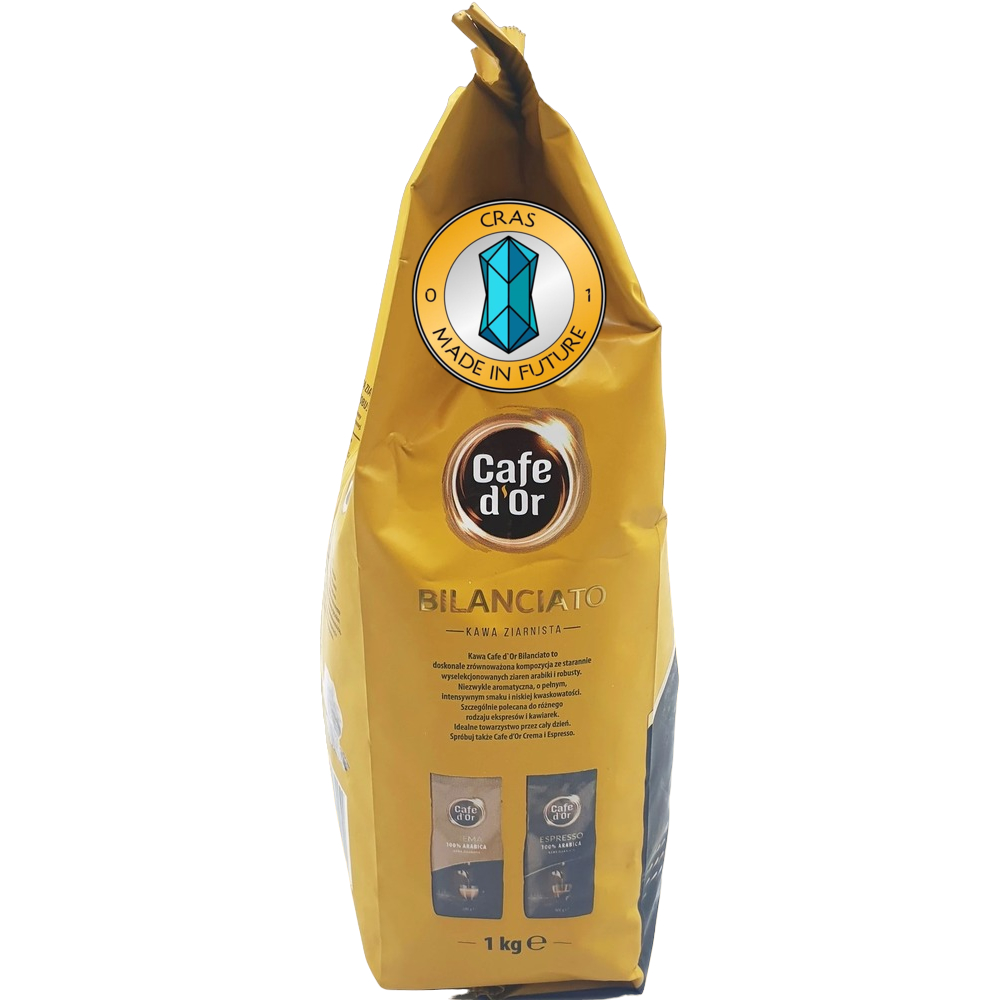 CRAS
0 1
MADE IN FUTURE
Cafe
d'Or
BILANCIATO
KAWA ZIARNISTA
Kawa Cafe d`Or Bilanciato to
doskonale zrównoważona kompozycja ze starannie
wyselekcjonowanych ziaren arabiki i robusty.
Niezwykle aromatyczna, o pełnym,
intensywnym smaku i niskiej kwaskowatości.
Szczególnie polecana do różnego
rodzaju ekspresów i kawiarek.
Idealne towarzystwo przez cały dzień.
Spróbuj także Cafe d'Or Crema i Espresso.
Cafe
d'Or
100% ARABICA
Cafe
d'Or
ESPRESSO
100% ARABICA
1 kg e